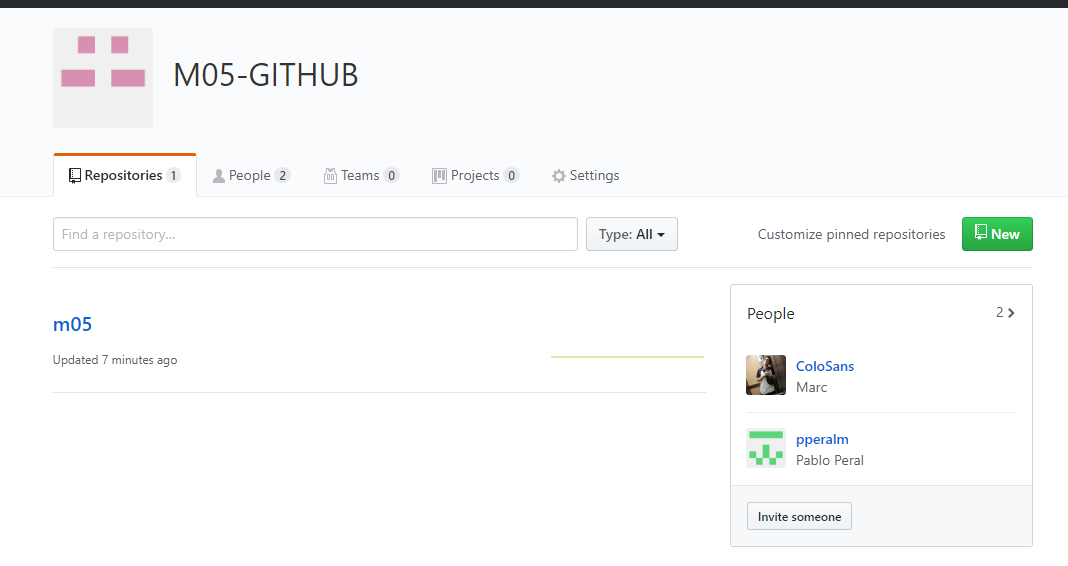 M05-GITHUB
Repositories 1 People 2 Teams 0 Projects 0 Settings
Find a repository... Type: All Customize pinned repositories New
m05
Updated 7 minutes ago
People 2
ColoSans
Marc
pperalm
Pablo Peral
Invite someone